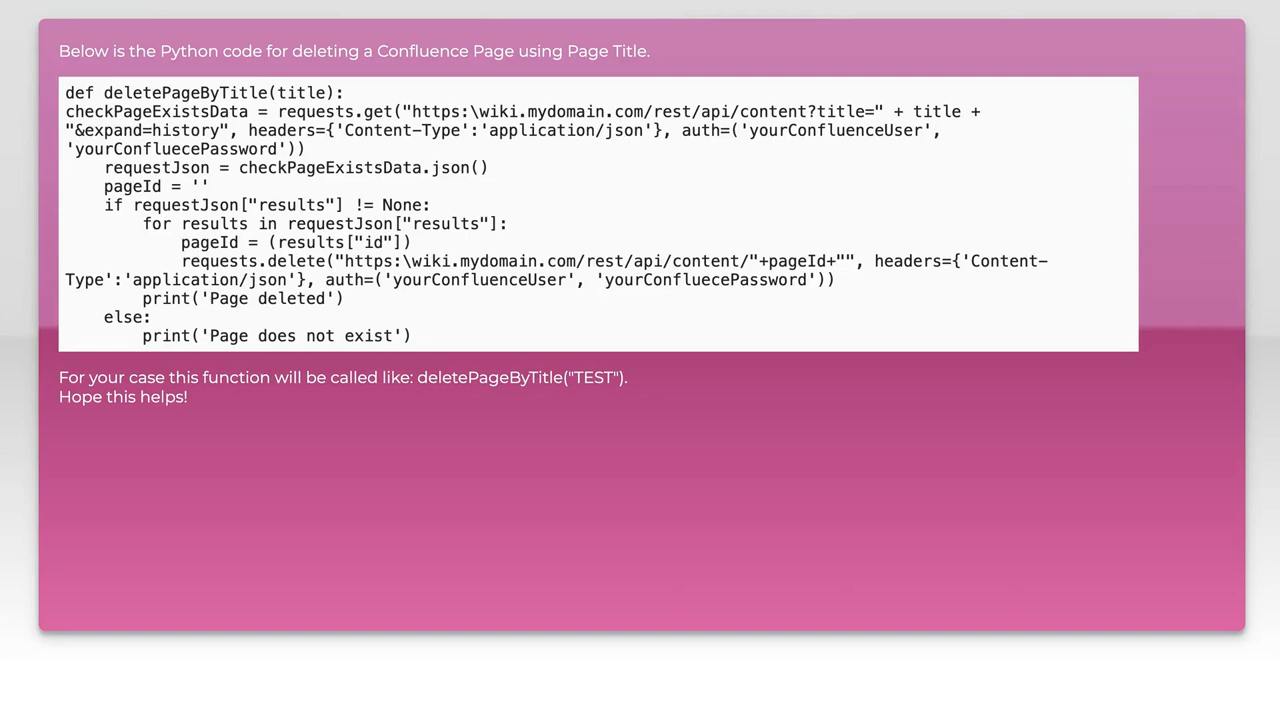 Below is the Python code for deleting a Confluence Page using Page Title.
def deletePageByTitle(title):
checkPageExistsData = requests.get("https:\wiki.mydomain.com/rest/api/content?title=" + title +
"&expand=history", headers={'Content-Type':'application/json'}, auth=('yourConfluenceUser',
'yourConfluecePassword'))
    requestJson = checkPageExistsData.json()
    pageId = ''
    if requestJson["results"] != None:
        for results in requestJson["results"]:
            pageId = (results["id"])
            requests.delete("https:\wiki.mydomain.com/rest/api/content/"+pageId+"", headers={'Content-
Type':'application/json'}, auth=('yourConfluenceUser', 'yourConfluecePassword'))
        print('Page deleted')
    else:
        print('Page does not exist')
For your case this function will be called like: deletePageByTitle("TEST").
Hope this helps!